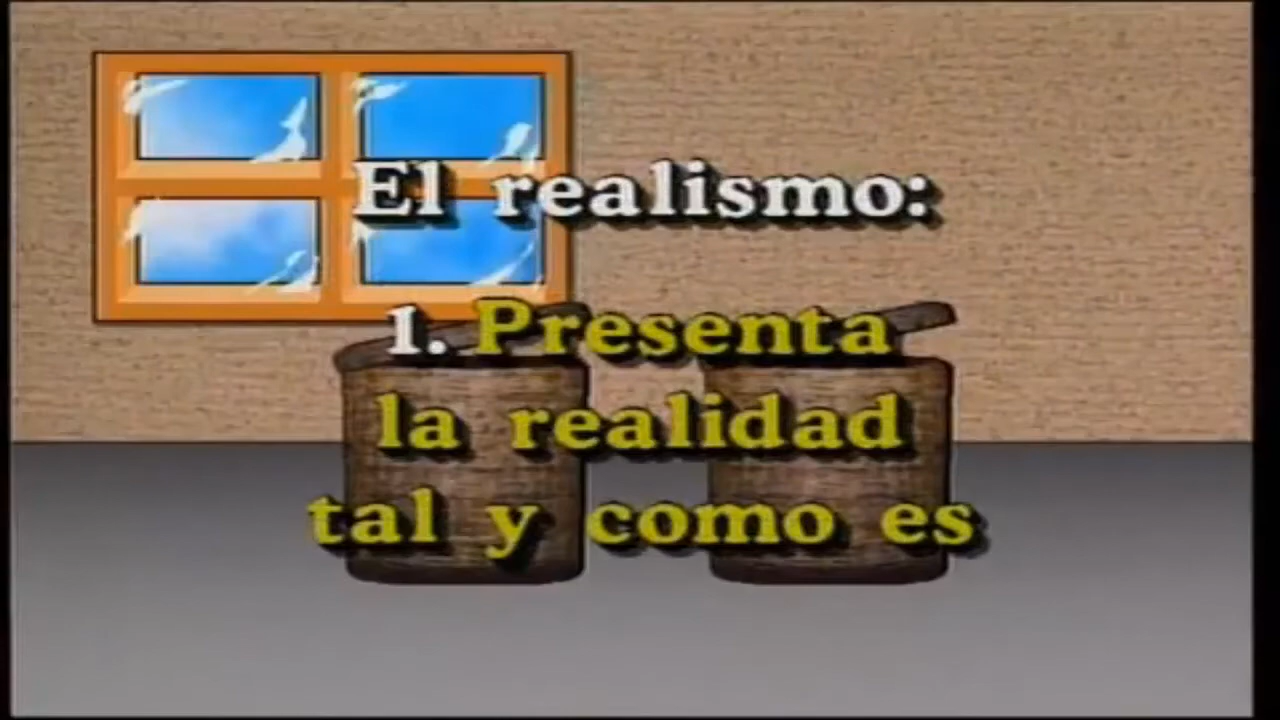 El realismo:
1. Presenta
la realidad
tal y como es